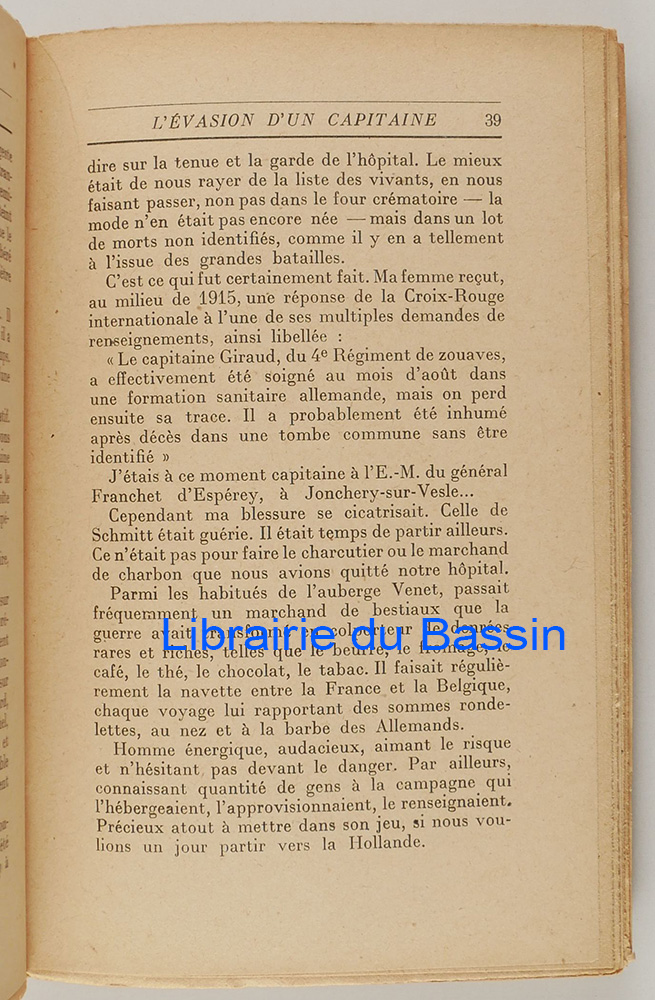 L'ÉVASION D'UN CAPITAINE 39
dire sur la tenue et la garde de l'hôpital. Le mieux
était de nous rayer de la liste des vivants, en nous
faisant passer, non pas dans le four crématoire — la
mode n'en était pas encore née — mais dans un lot
de morts non identifiés, comme il y en a tellement
à l'issue des grandes batailles.
C'est ce qui fut certainement fait. Ma femme reçut,
au milieu de 1915, une réponse de la Croix-Rouge
internationale à l'une de ses multiples demandes de
renseignements, ainsi libellée :
« Le capitaine Giraud, du 4e Régiment de zouaves,
a effectivement été soigné au mois d'août dans
une formation sanitaire allemande, mais on perd
ensuite sa trace. Il a probablement été inhumé
après décès dans une tombe commune sans être
identifié »
J'étais à ce moment capitaine à l'E.-M. du général
Franchet d'Espérey, à Jonchery-sur-Vesle...
Cependant ma blessure se cicatrisait. Celle de
Schmitt était guérie. Il était temps de partir ailleurs.
Ce n'était pas pour faire le charcutier ou le marchand
de charbon que nous avions quitté notre hôpital.
Parmi les habitués de l'auberge Venet, passait
fréquemment un marchand de bestiaux que la
guerre avait transformé en colporteur de denrées
rares et riches, telles que le beurre, le fromage, le
café, le thé, le chocolat, le tabac. Il faisait réguliè-
rement la navette entre la France et la Belgique,
chaque voyage lui rapportant des sommes ronde-
lettes, au nez et à la barbe des Allemands.
Homme énergique, audacieux, aimant le risque
et n'hésitant pas devant le danger. Par ailleurs,
connaissant quantité de gens à la campagne qui
l'hébergeaient, l'approvisionnaient, le renseignaient.
Précieux atout à mettre dans son jeu, si nous vou-
lions un jour partir vers la Hollande.
Librairie du Bassin